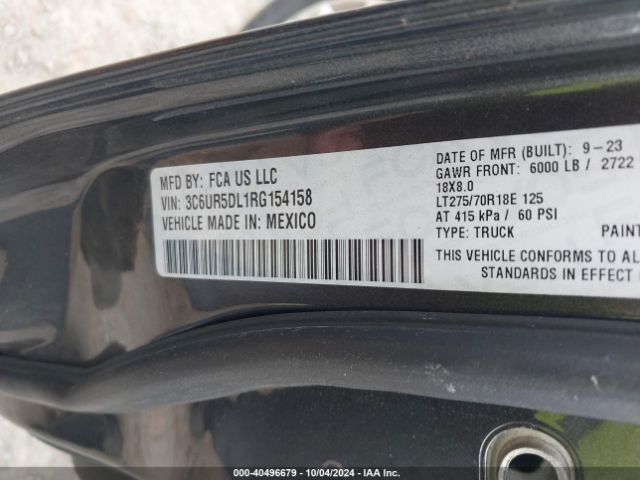 MFD BY: FCA US LLC
VIN: 3C6UR5DL1RG154158
VEHICLE MADE IN: MEXICO
DATE OF MFR (BUILT): 9-23
GAWR FRONT: 6000 LB / 2722
18X8.0
LT275/70R18E 125
AT 415 kPa / 60 PSI
TYPE: TRUCK PAINT
THIS VEHICLE CONFORMS TO AL
STANDARDS IN EFFECT
000-40496679 - 10/04/2024 - IAA Inc.